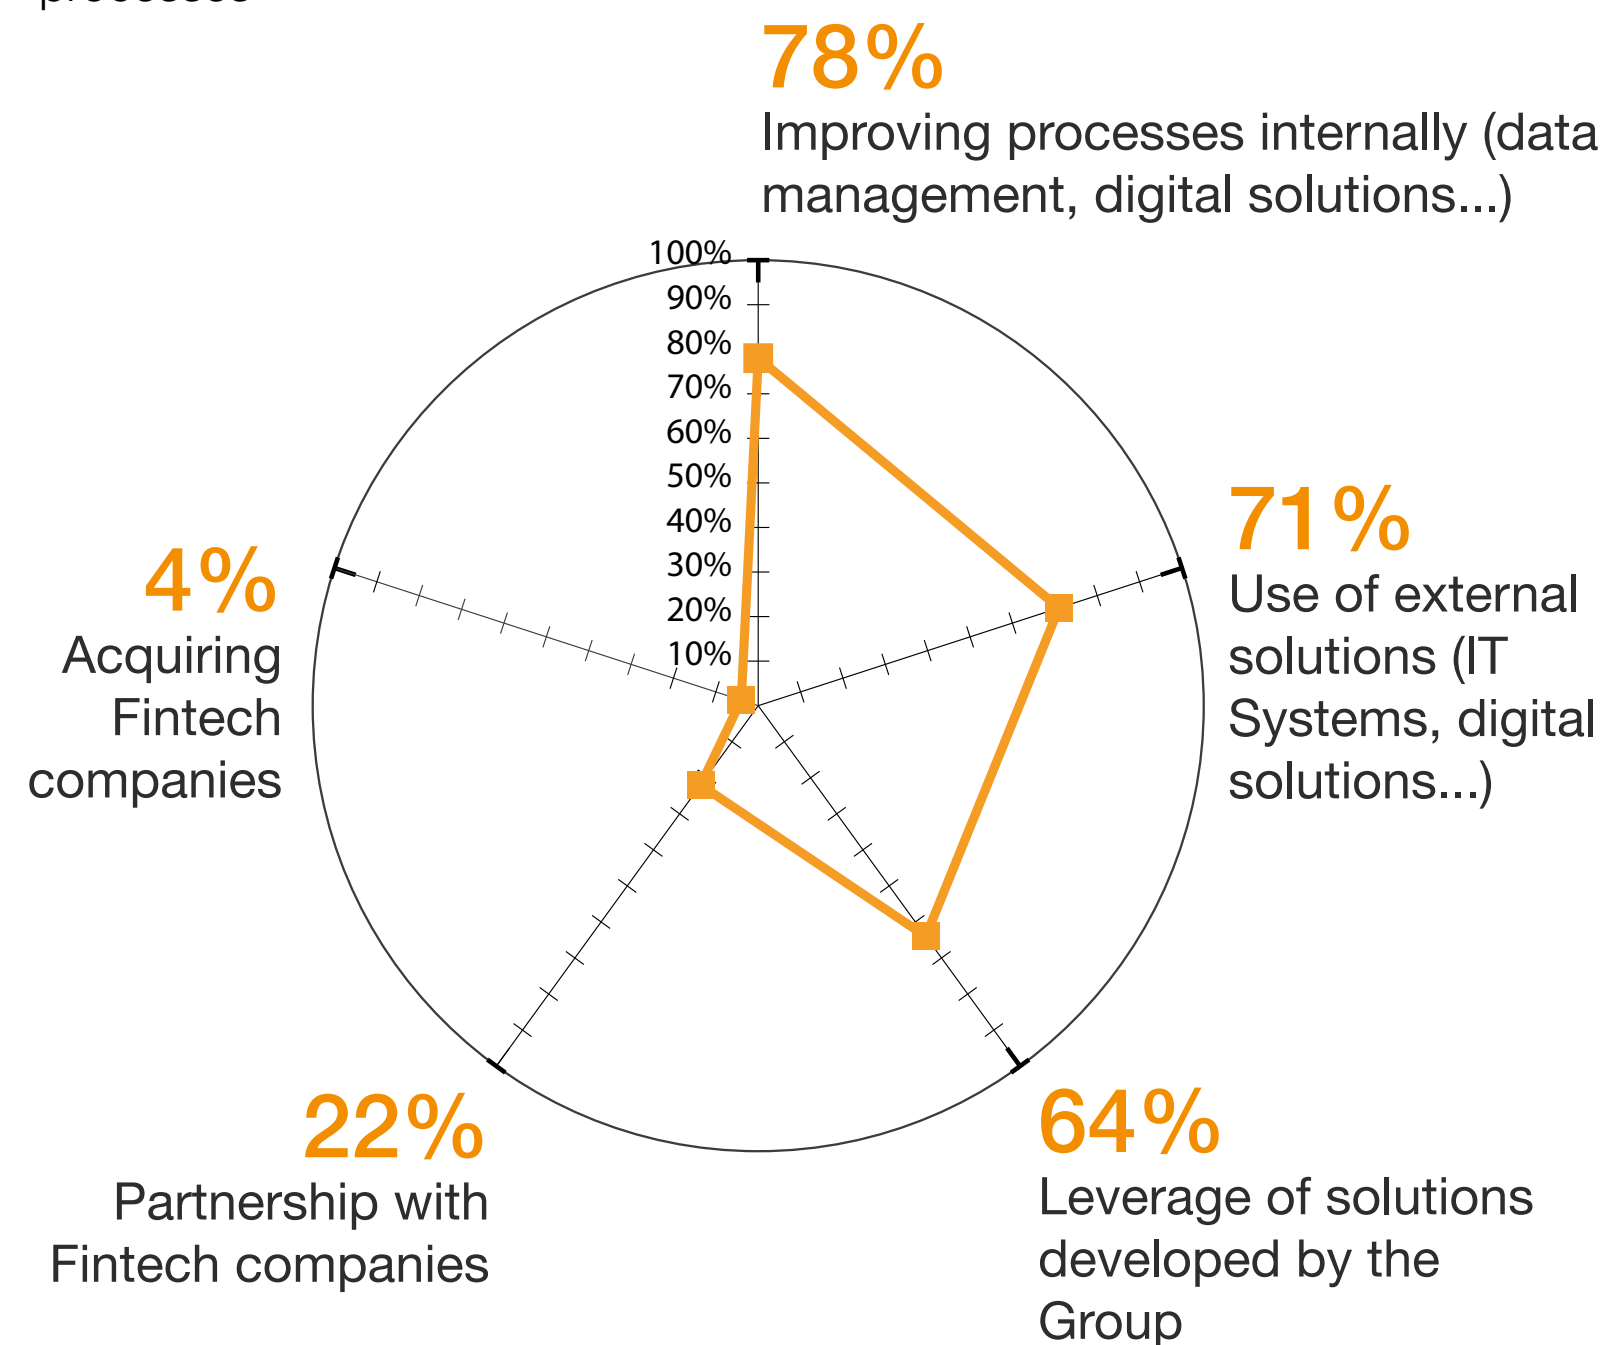 processes
78%
Improving processes internally (data
management, digital solutions...)
100%
90%
80%
70%
60%
50%
40%
30%
20%
10%
71%
Use of external
solutions (IT
Systems, digital
solutions...)
4%
Acquiring
Fintech
companies
22%
Partnership with
Fintech companies
64%
Leverage of solutions
developed by the
Group